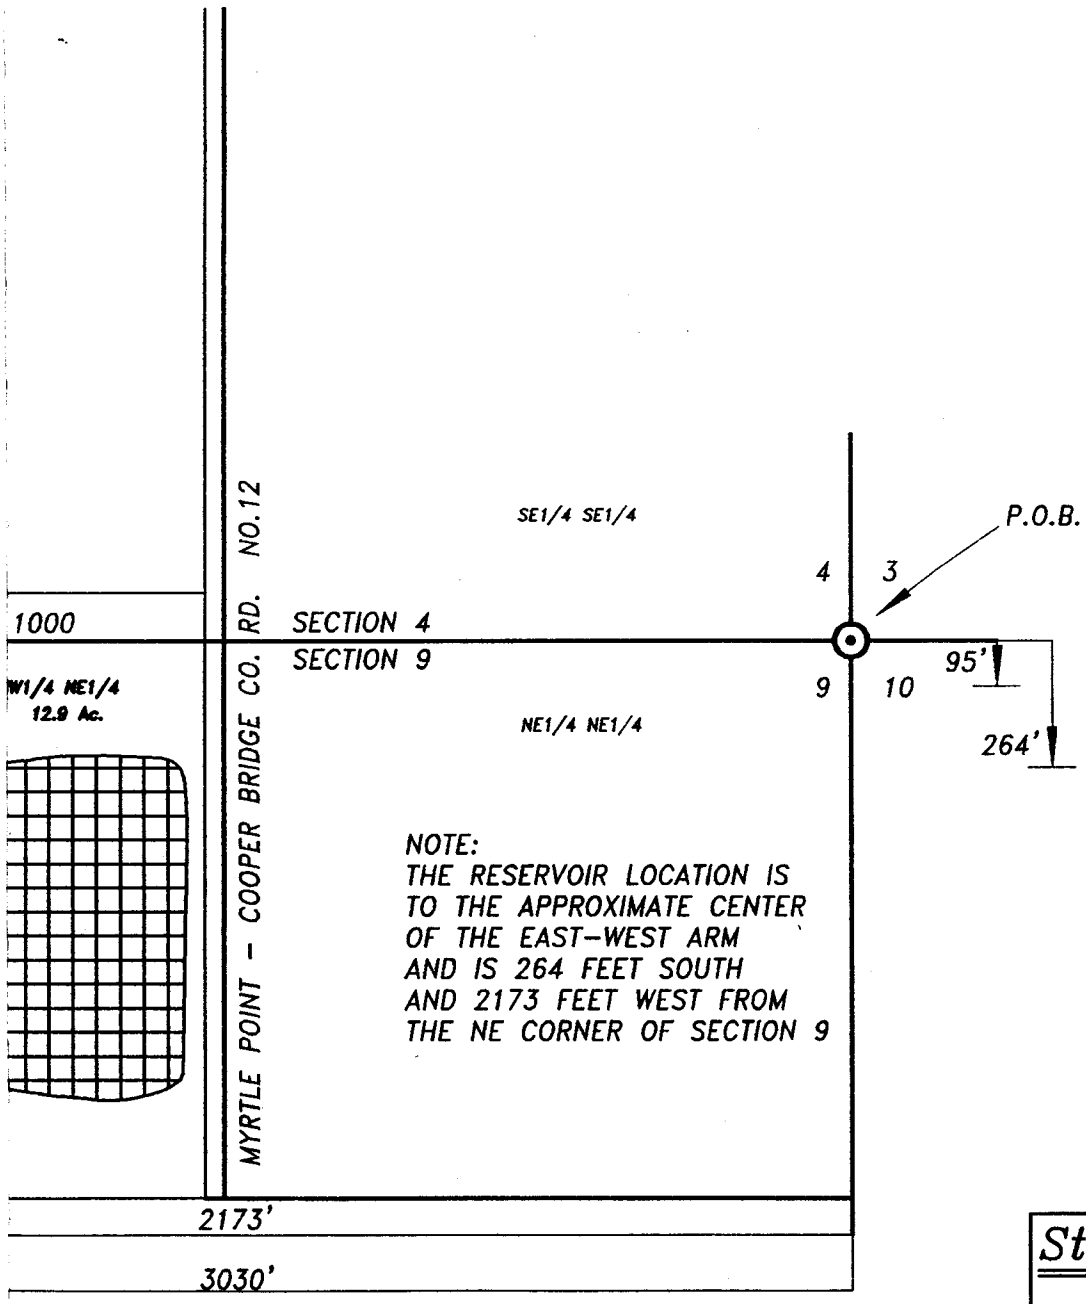 MYRTLE POINT - COOPER BRIDGE CO. RD. NO.12
SE1/4 SE1/4
P.O.B.
4 3
1000
SECTION 4
SECTION 9
95'
9 10
W1/4 NE1/4
12.9 Ac.
NE1/4 NE1/4
264'
NOTE:
THE RESERVOIR LOCATION IS
TO THE APPROXIMATE CENTER
OF THE EAST-WEST ARM
AND IS 264 FEET SOUTH
AND 2173 FEET WEST FROM
THE NE CORNER OF SECTION 9
2173'
St
3030'